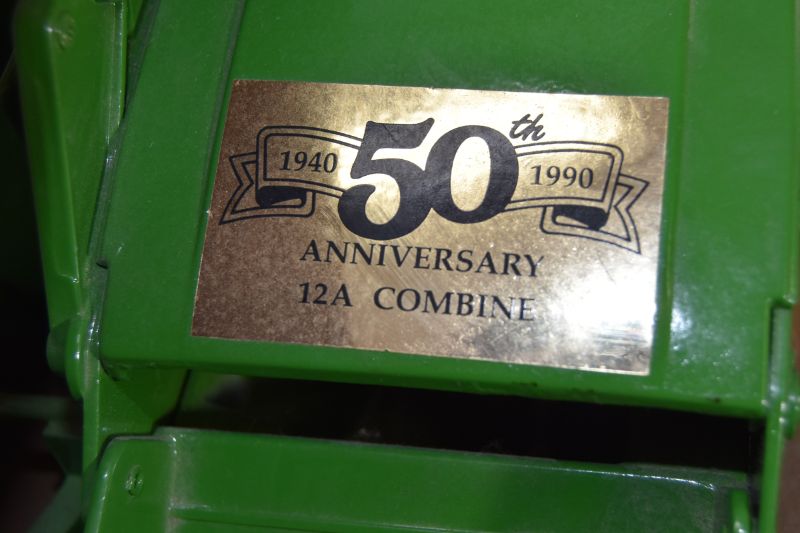 50th
1940 1990
ANNIVERSARY
12A COMBINE